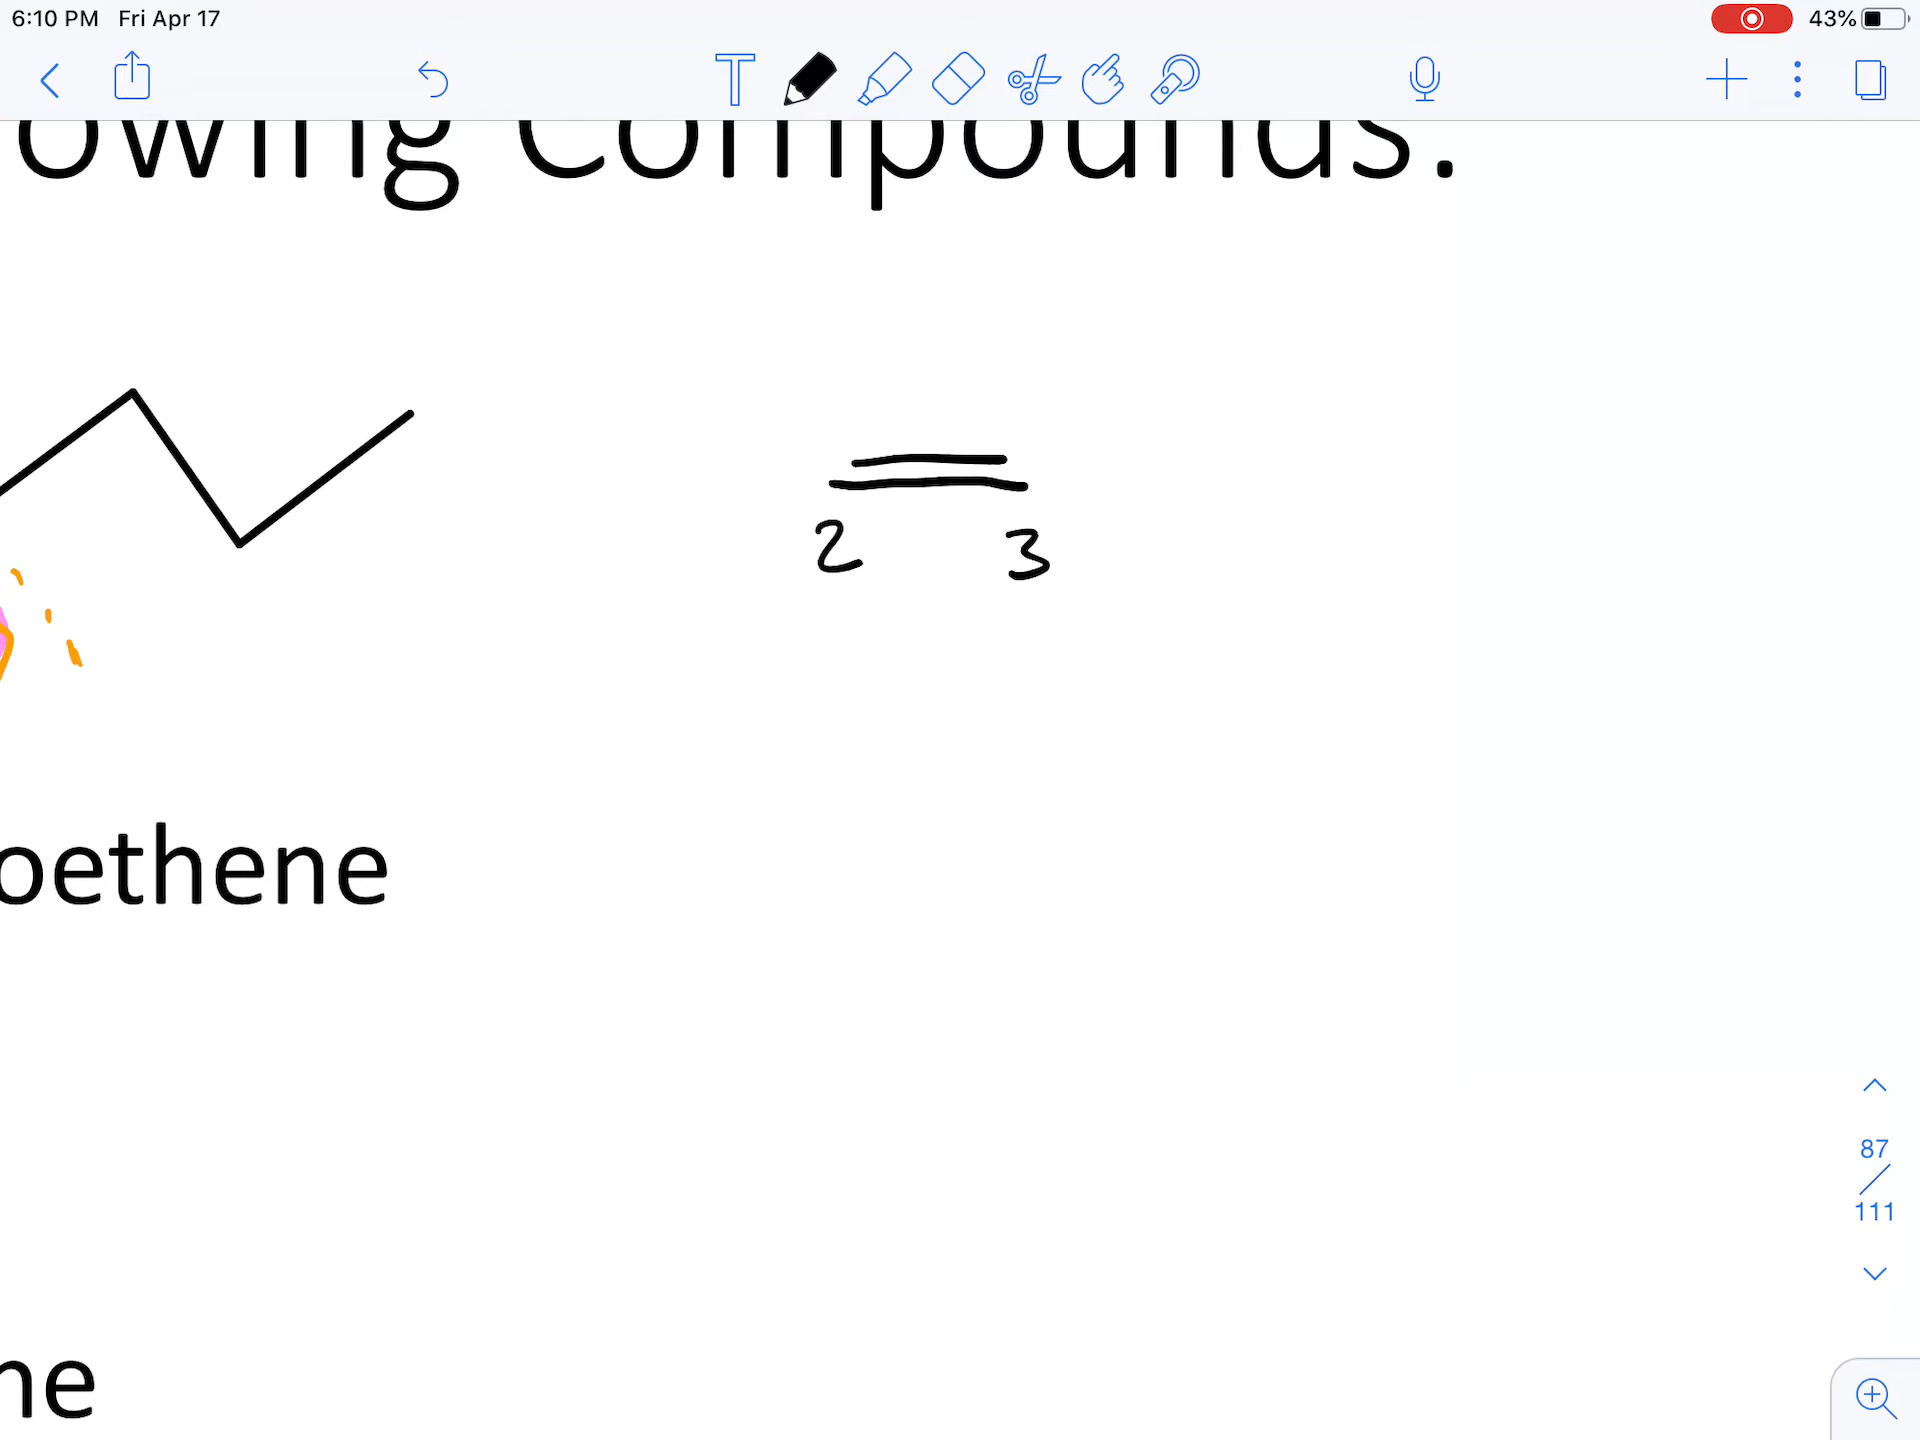 6:10 PM Fri Apr 17 43%
T
owing Compounds.
2 3
oethene
87
111
ne